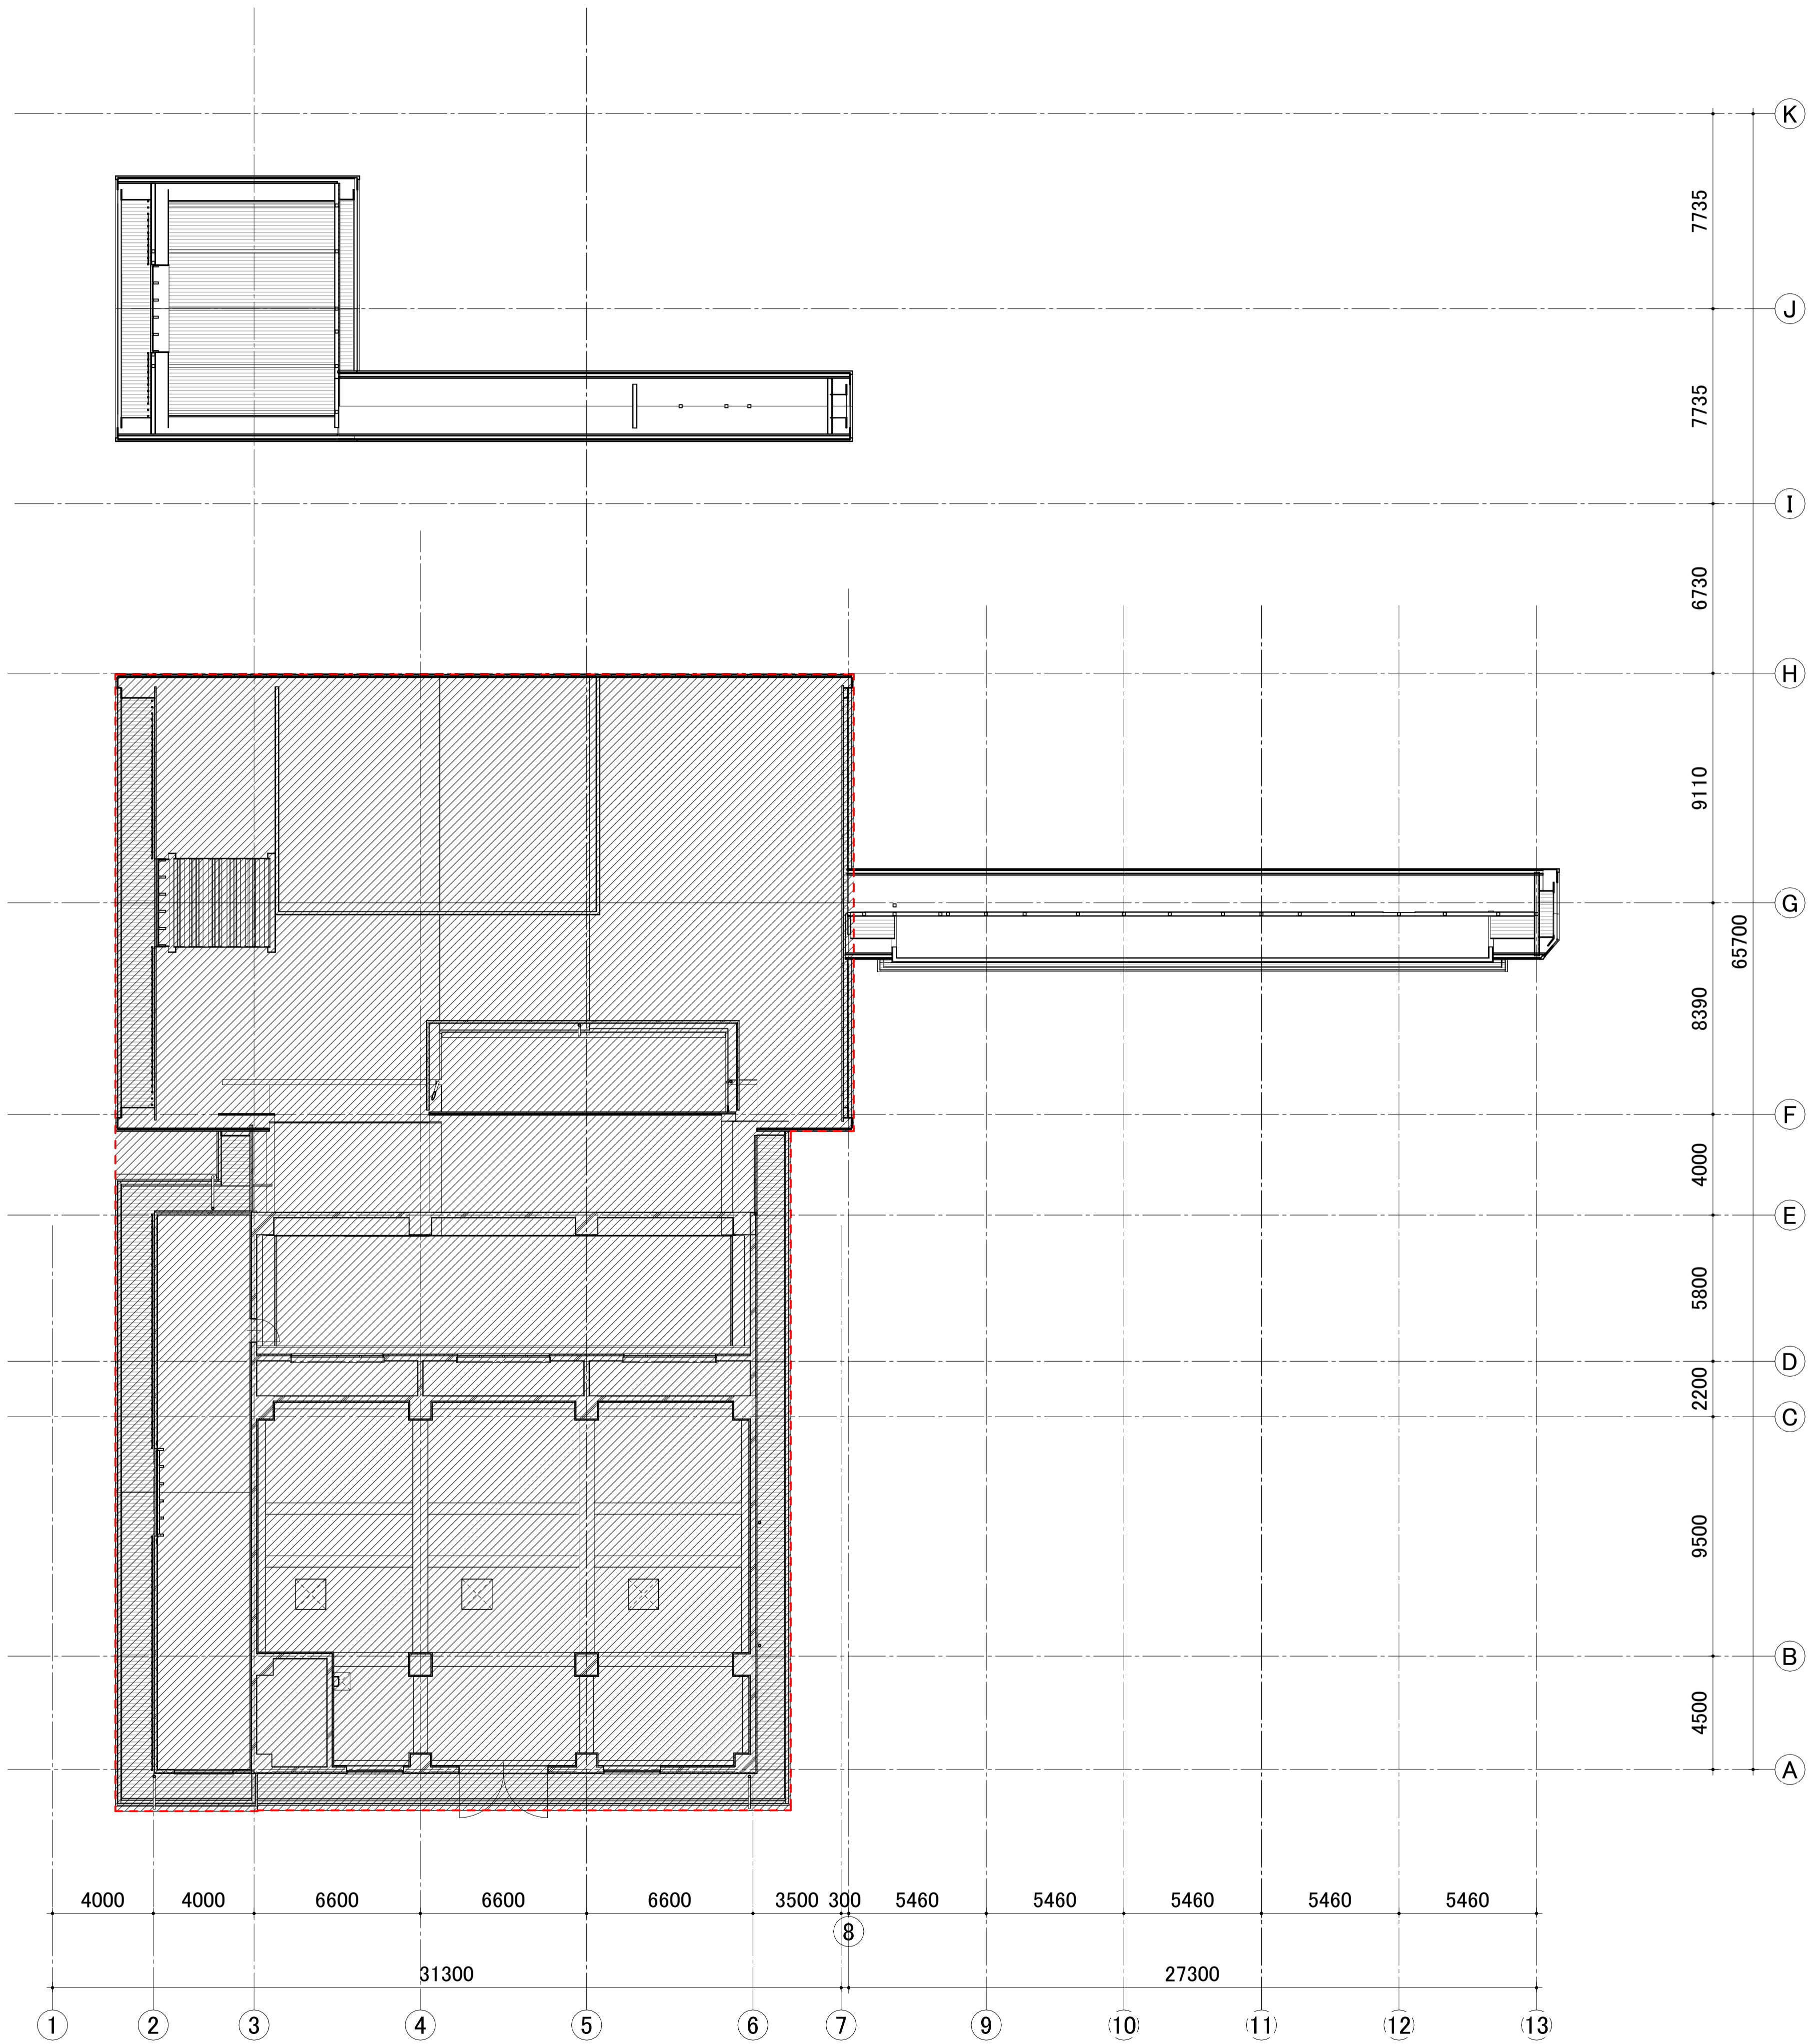 K
7735
J
7735
I
6730
H
9110
G
65700
8390
F
4000
E
5800
D
2200
C
9500
B
4500
A
4000 4000 6600 6600 6600 3500 300 5460 5460 5460 5460 5460
8
31300 27300
1 2 3 4 5 6 7 9 (10) (11) (12) (13)